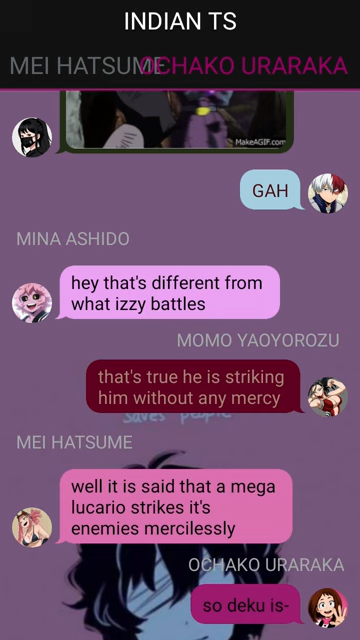 INDIAN TS
MEI HATSUME
OCHAKO URARAKA
MakeAGIF.com
GAH
MINA ASHIDO
hey that's different from
what izzy battles
MOMO YAOYOROZU
that's true he is striking
him without any mercy
saves people
MEI HATSUME
well it is said that a mega
lucario strikes it's
enemies mercilessly
OCHAKO URARAKA
so deku is-